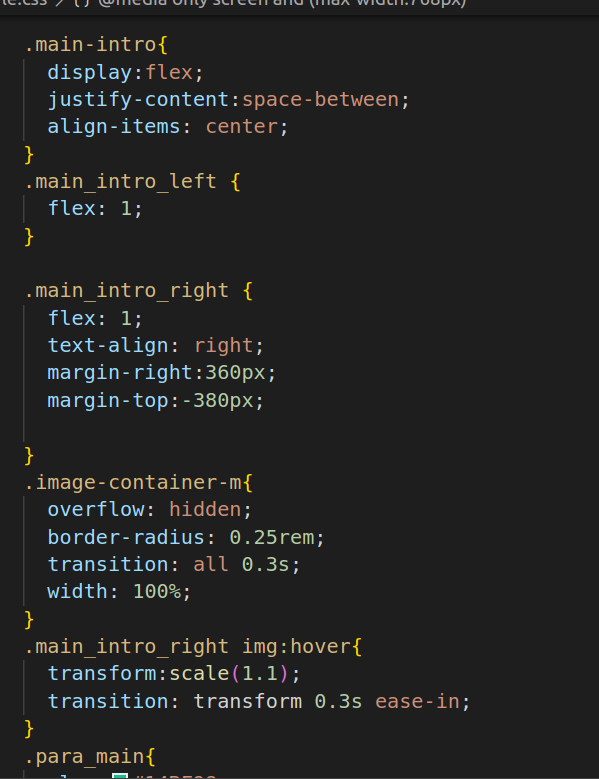 .css > { } @media only screen and (max-width:768px)
.main-intro{
display:flex;
justify-content:space-between;
align-items: center;
}
.main_intro_left {
flex: 1;
}
.main_intro_right {
flex: 1;
text-align: right;
margin-right:360px;
margin-top:-380px;
}
.image-container-m{
overflow: hidden;
border-radius: 0.25rem;
transition: all 0.3s;
width: 100%;
}
.main_intro_right img:hover{
transform:scale(1.1);
transition: transform 0.3s ease-in;
}
.para_main{